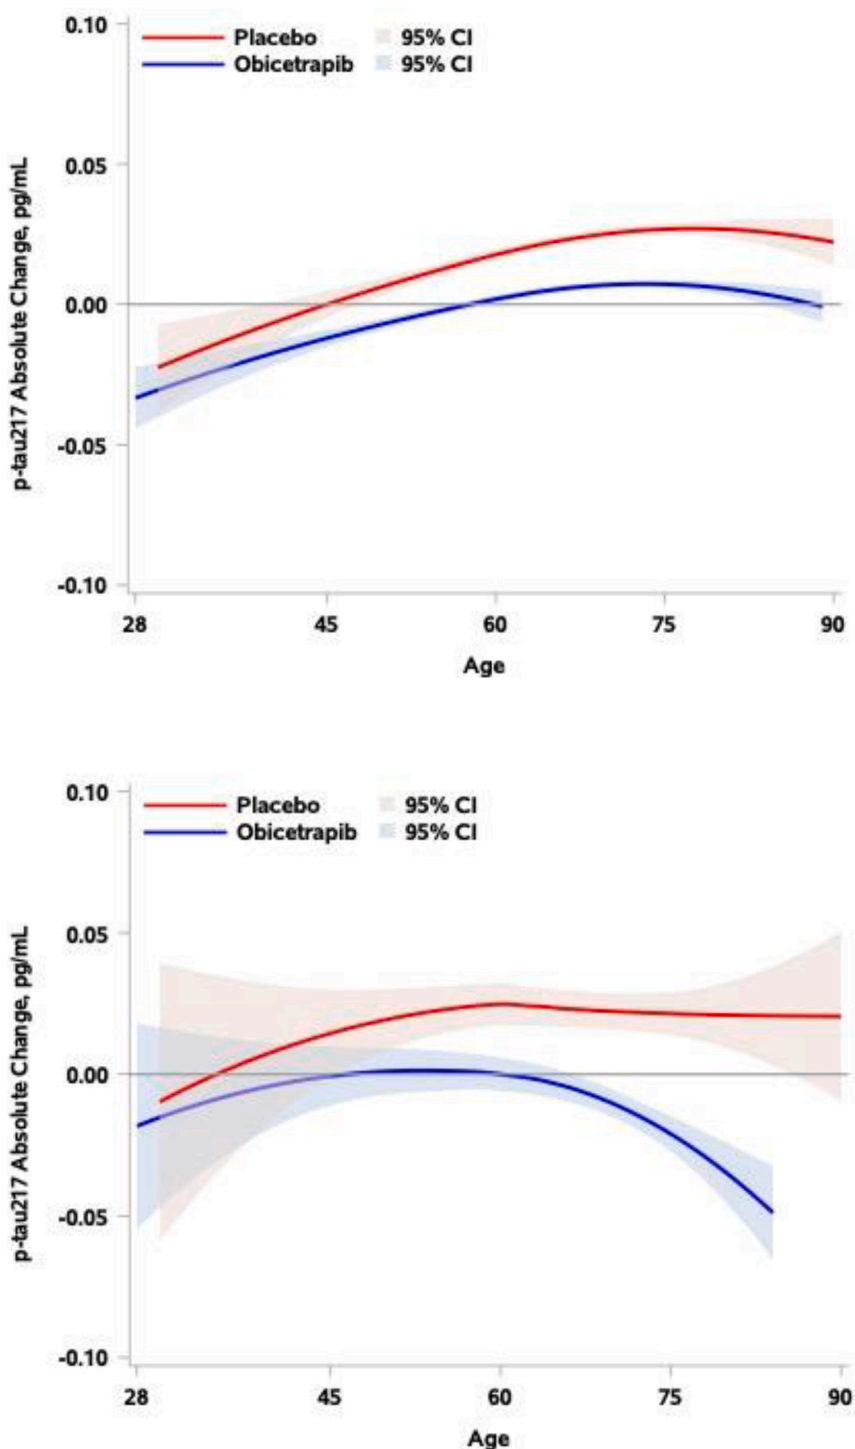 0.10
Placebo 95% CI
Obicetrapib 95% CI
0.05
0.00
-0.05
-0.10
p-tau217 Absolute Change, pg/mL
28 45 60 75 90
Age
0.10
Placebo 95% CI
Obicetrapib 95% CI
0.05
0.00
-0.05
-0.10
p-tau217 Absolute Change, pg/mL
28 45 60 75 90
Age